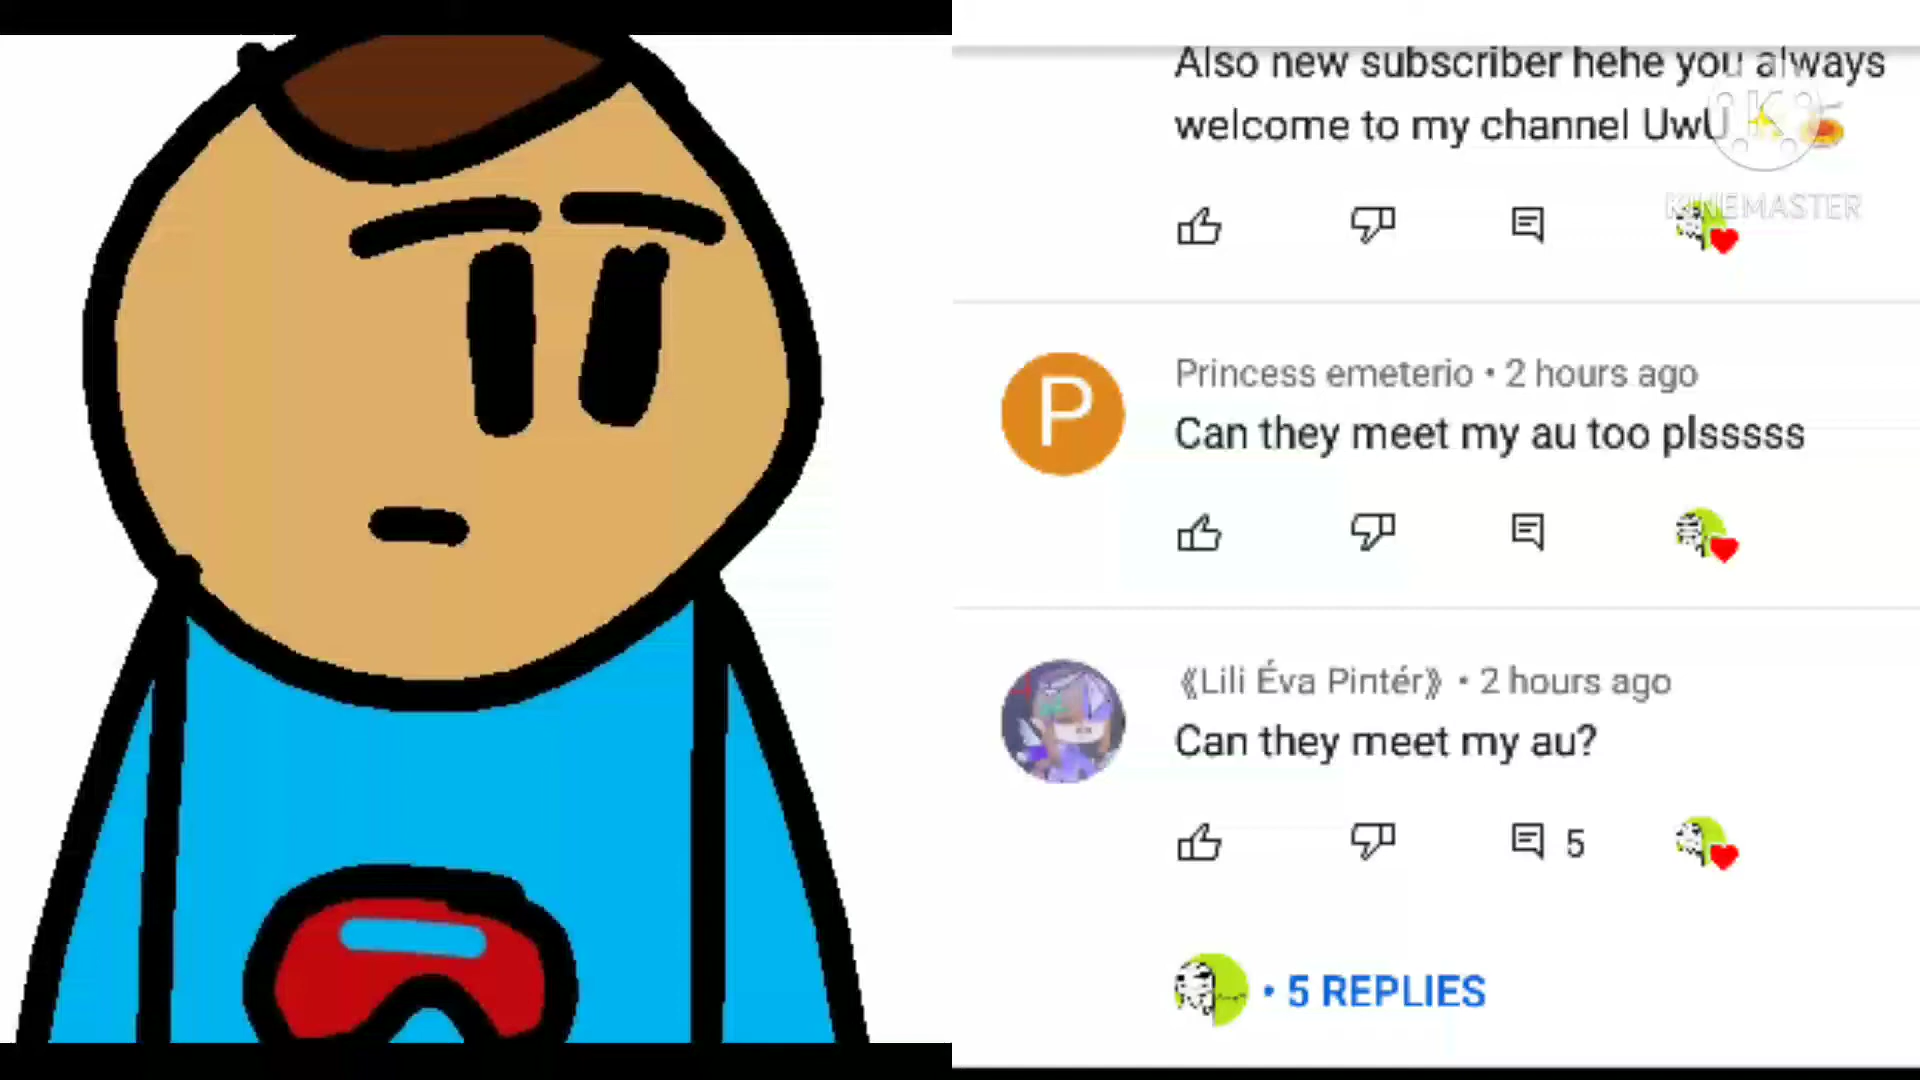 Also new subscriber hehe you always
welcome to my channel UwU
K
KINEMASTER
P
Princess emeterio • 2 hours ago
Can they meet my au too plsssss
《Lili Éva Pintér》 • 2 hours ago
Can they meet my au?
5
• 5 REPLIES